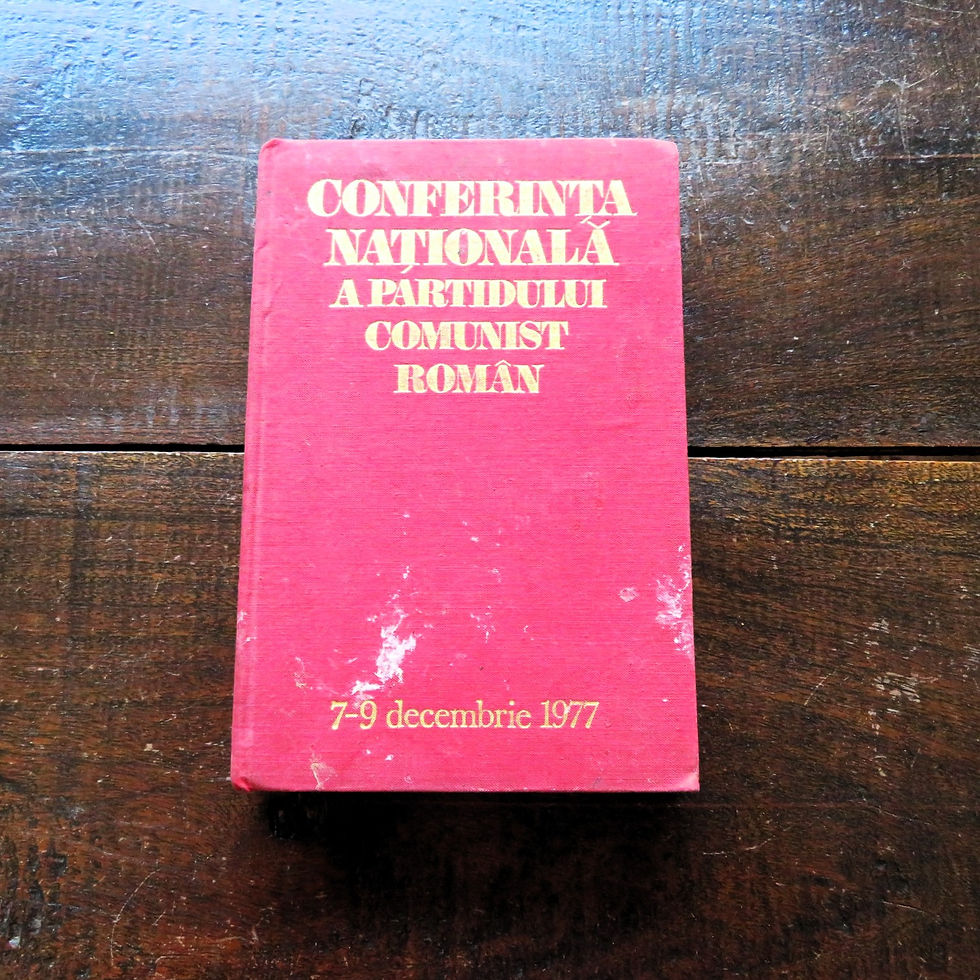 CONFERINȚA
NAȚIONALĂ
A PARTIDULUI
COMUNIST
ROMÂN
7-9 decembrie 1977